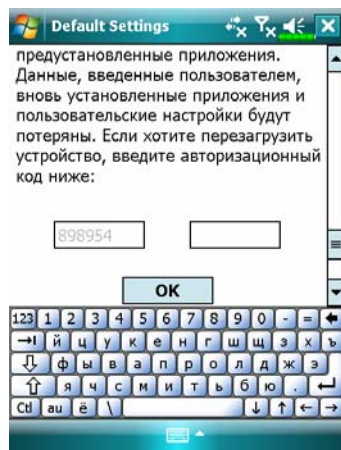 Default Settings
предустановленные приложения.
Данные, введенные пользователем,
вновь установленные приложения и
пользовательские настройки будут
потеряны. Если хотите перезагрузить
устройство, введите авторизационный
код ниже:
898954
OK
123 1 2 3 4 5 6 7 8 9 0 - =
й ц у к е н г ш щ з х ъ
ф ы в а п р о л д ж э
я ч с м и т ь б ю .
Ctl au ё \